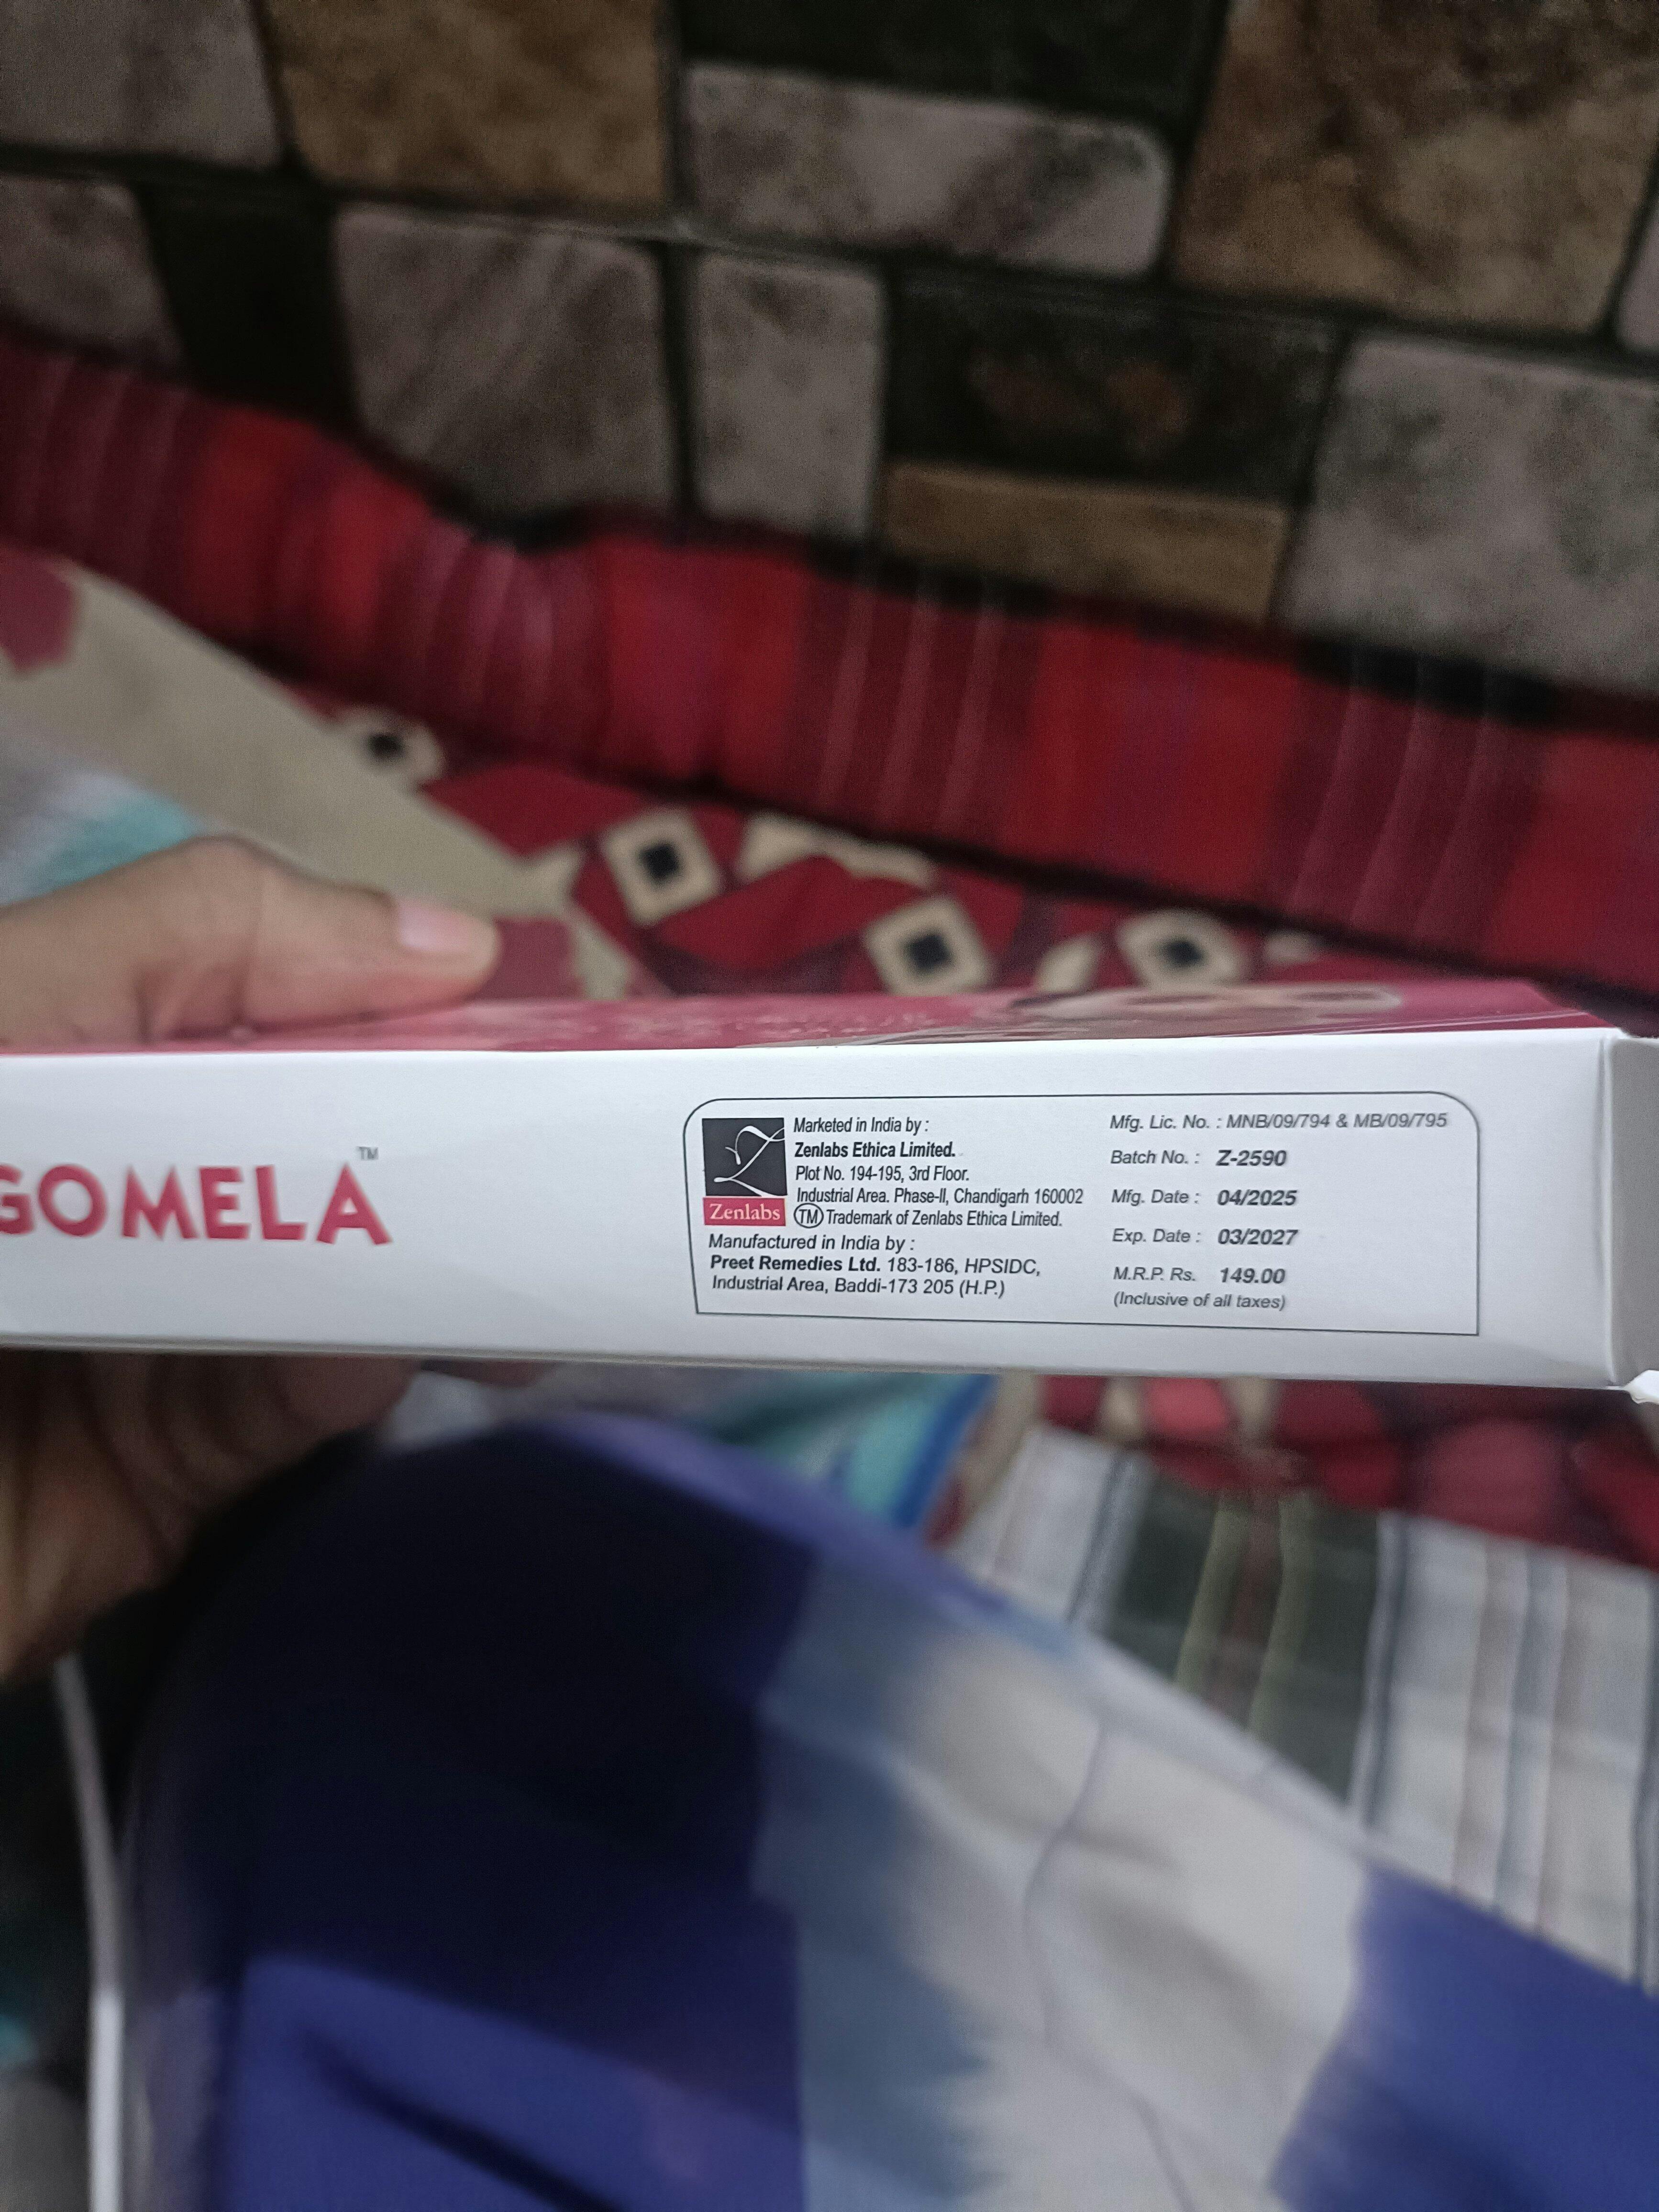 GOMELA
TM
Zenlabs
Marketed in India by :
Zenlabs Ethica Limited.
Plot No. 194-195, 3rd Floor.
Industrial Area. Phase-II, Chandigarh 160002
TM Trademark of Zenlabs Ethica Limited.
Manufactured in India by :
Preet Remedies Ltd. 183-186, HPSIDC,
Industrial Area, Baddi-173 205 (H.P.)
Mfg. Lic. No. : MNB/09/794 & MB/09/795
Batch No. : Z-2590
Mfg. Date : 04/2025
Exp. Date : 03/2027
M.R.P. Rs. 149.00
(Inclusive of all taxes)